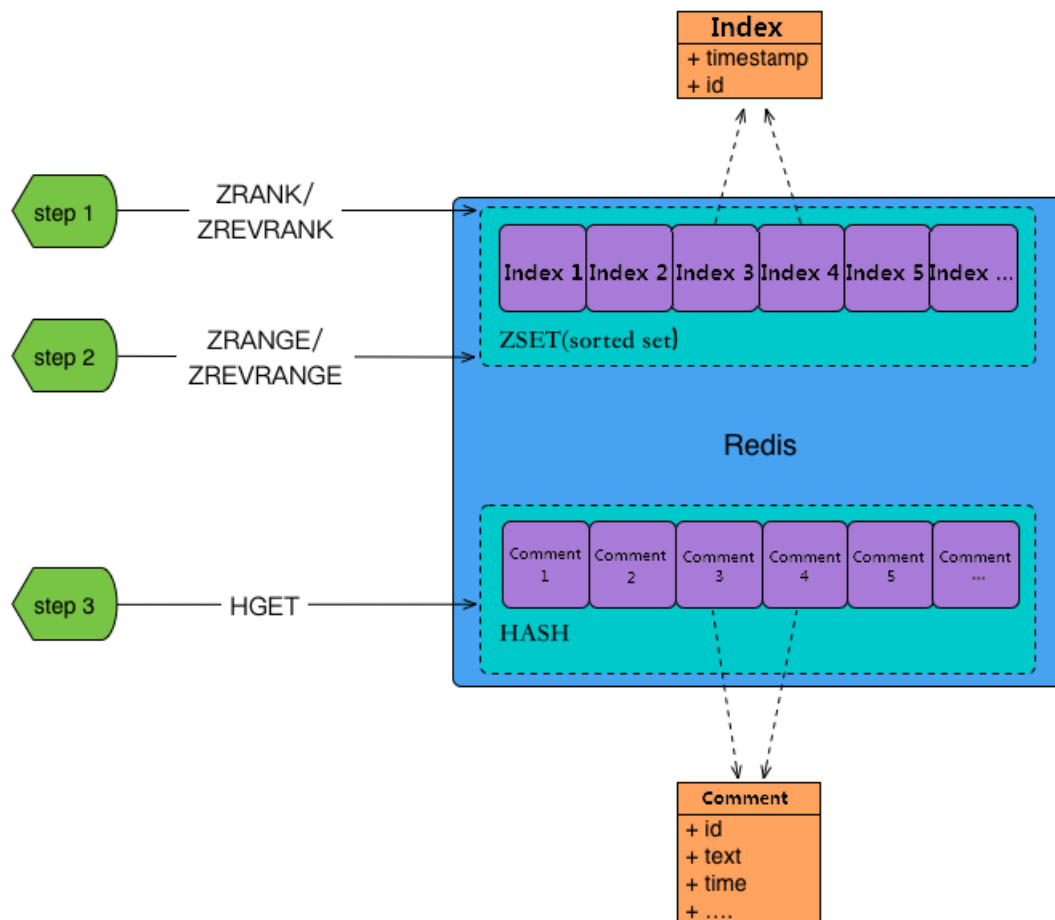 Index
+ timestamp
+ id
step 1
ZRANK/
ZREVRANK
Index 1
Index 2
Index 3
Index 4
Index 5
Index ...
ZSET(sorted set)
step 2
ZRANGE/
ZREVRANGE
Redis
step 3
HGET
Comment
1
Comment
2
Comment
3
Comment
4
Comment
5
Comment
...
HASH
Comment
+ id
+ text
+ time
+ ....